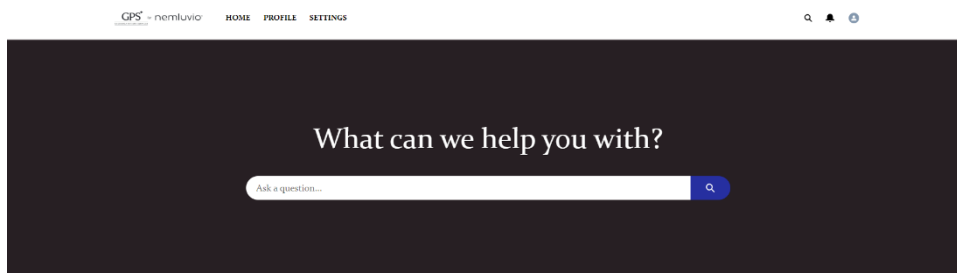 GPS+ - nemluvio
HOME PROFILE SETTINGS
What can we help you with?
Ask a question...